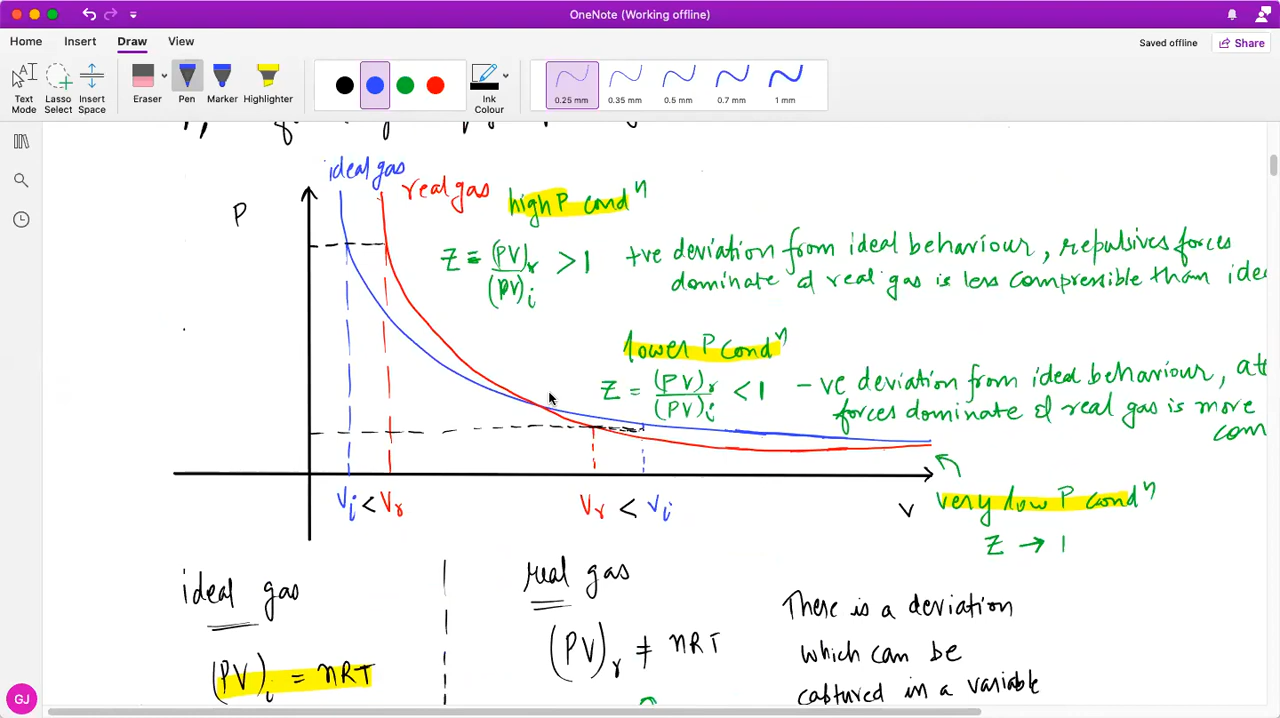 OneNote (Working offline)
Home Insert Draw View
Saved offline
Share
Text Mode
Lasso Select
Insert Space
Eraser
Pen
Marker
Highlighter
Ink Colour
0.25 mm
0.35 mm
0.5 mm
0.7 mm
1 mm
ideal gas
real gas
high P condⁿ
P
Z = (PV)r / (PV)i > 1
+ve deviation from ideal behaviour, repulsives forces
dominate & real gas is less compressible than ide
lower P condⁿ
Z = (PV)r / (PV)i < 1
-ve deviation from ideal behaviour, att
forces dominate & real gas is more
com
Vi < Vr
Vr < Vi
V
very low P condⁿ
Z → 1
ideal gas
real gas
(PV)i = nRT
(PV)r ≠ nRT
There is a deviation
which can be
captured in a variable
GJ